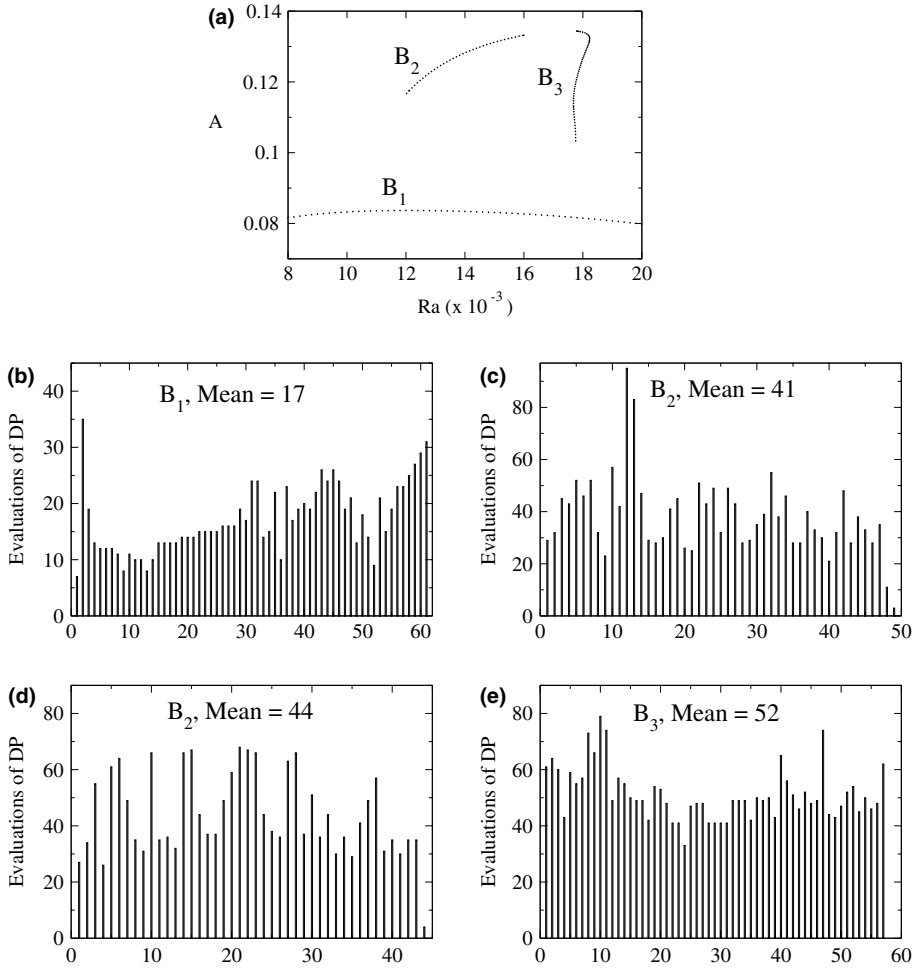 (a)
0.14
0.12
A
0.1
0.08
B2
B3
B1
8 10 12 14 16 18 20
Ra (x 10 -3)
(b)
B1, Mean = 17
Evaluations of DP
40
30
20
10
0
0 10 20 30 40 50 60
(c)
B2, Mean = 41
Evaluations of DP
80
60
40
20
0
0 10 20 30 40 50
(d)
B2, Mean = 44
Evaluations of DP
80
60
40
20
0
0 10 20 30 40
(e)
B3, Mean = 52
Evaluations of DP
80
60
40
20
0
0 10 20 30 40 50 60